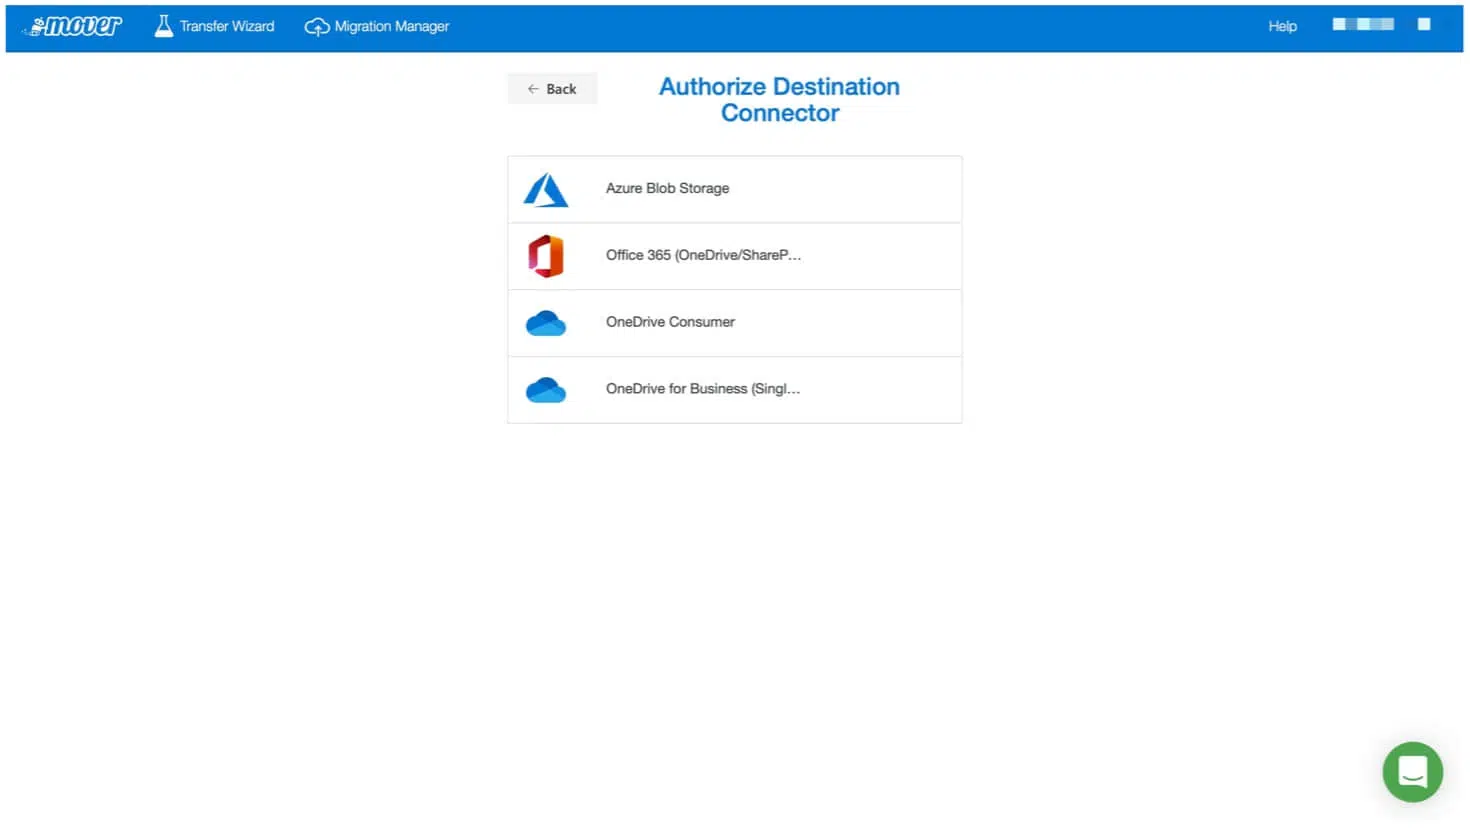 mover Transfer Wizard Migration Manager Help
← Back
Authorize Destination
Connector
Azure Blob Storage
Office 365 (OneDrive/ShareP...
OneDrive Consumer
OneDrive for Business (Singl...